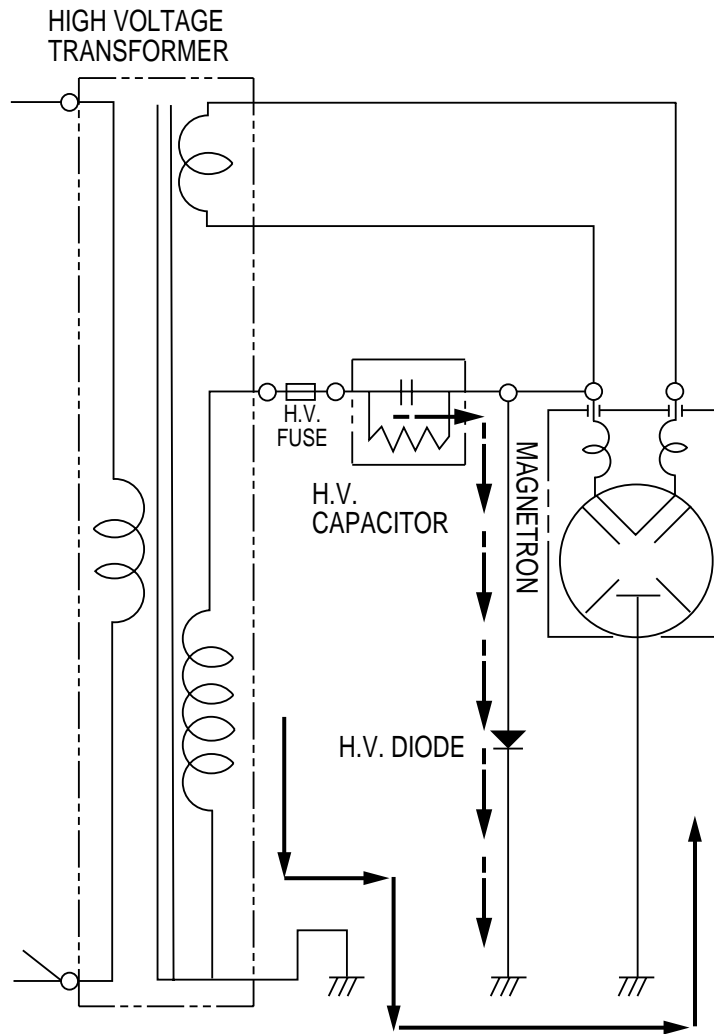 HIGH VOLTAGE
TRANSFORMER
H.V.
FUSE
H.V.
CAPACITOR
MAGNETRON
H.V. DIODE